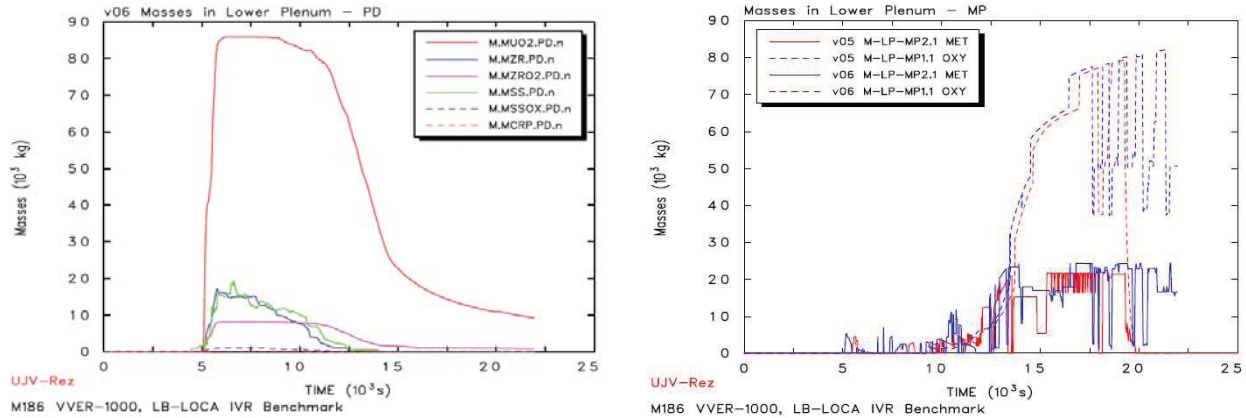 v06 Masses in Lower Plenum - PD
90
80
70
60
50
40
30
20
10
0
Masses (10³ kg)
M.MUO2.PD.n
M.MZR.PD.n
M.MZRO2.PD.n
M.MSS.PD.n
M.MSSOX.PD.n
M.MCRP.PD.n
0 5 10 15 20 25
TIME (10³s)
UJV-Rez
M186 VVER-1000, LB-LOCA IVR Benchmark
Masses in Lower Plenum - MP
90
80
70
60
50
40
30
20
10
0
Masses (10³ kg)
v05 M-LP-MP2.1 MET
v05 M-LP-MP1.1 OXY
v06 M-LP-MP2.1 MET
v06 M-LP-MP1.1 OXY
0 5 10 15 20 25
TIME (10³s)
UJV-Rez
M186 VVER-1000, LB-LOCA IVR Benchmark